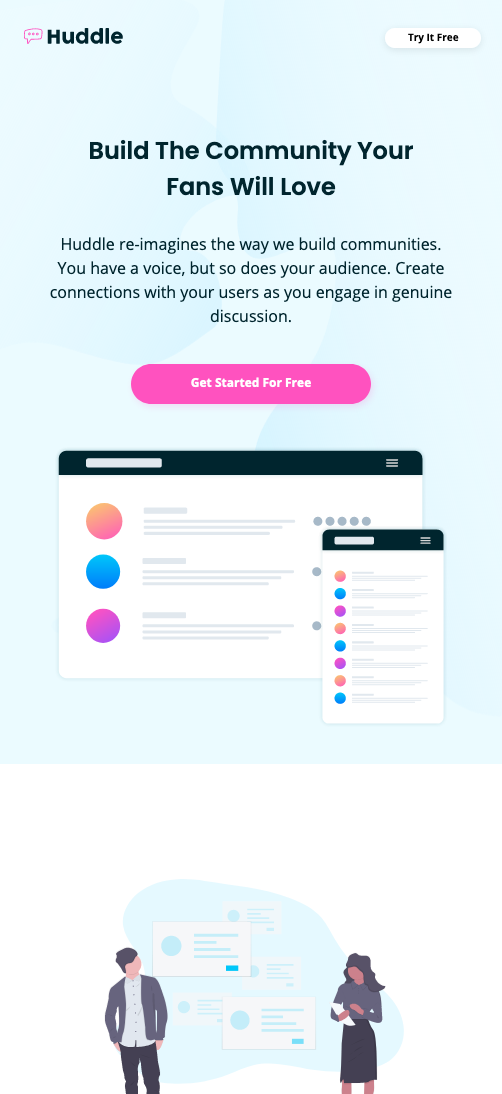 Huddle
Try It Free
Build The Community Your
Fans Will Love
Huddle re-imagines the way we build communities.
You have a voice, but so does your audience. Create
connections with your users as you engage in genuine
discussion.
Get Started For Free